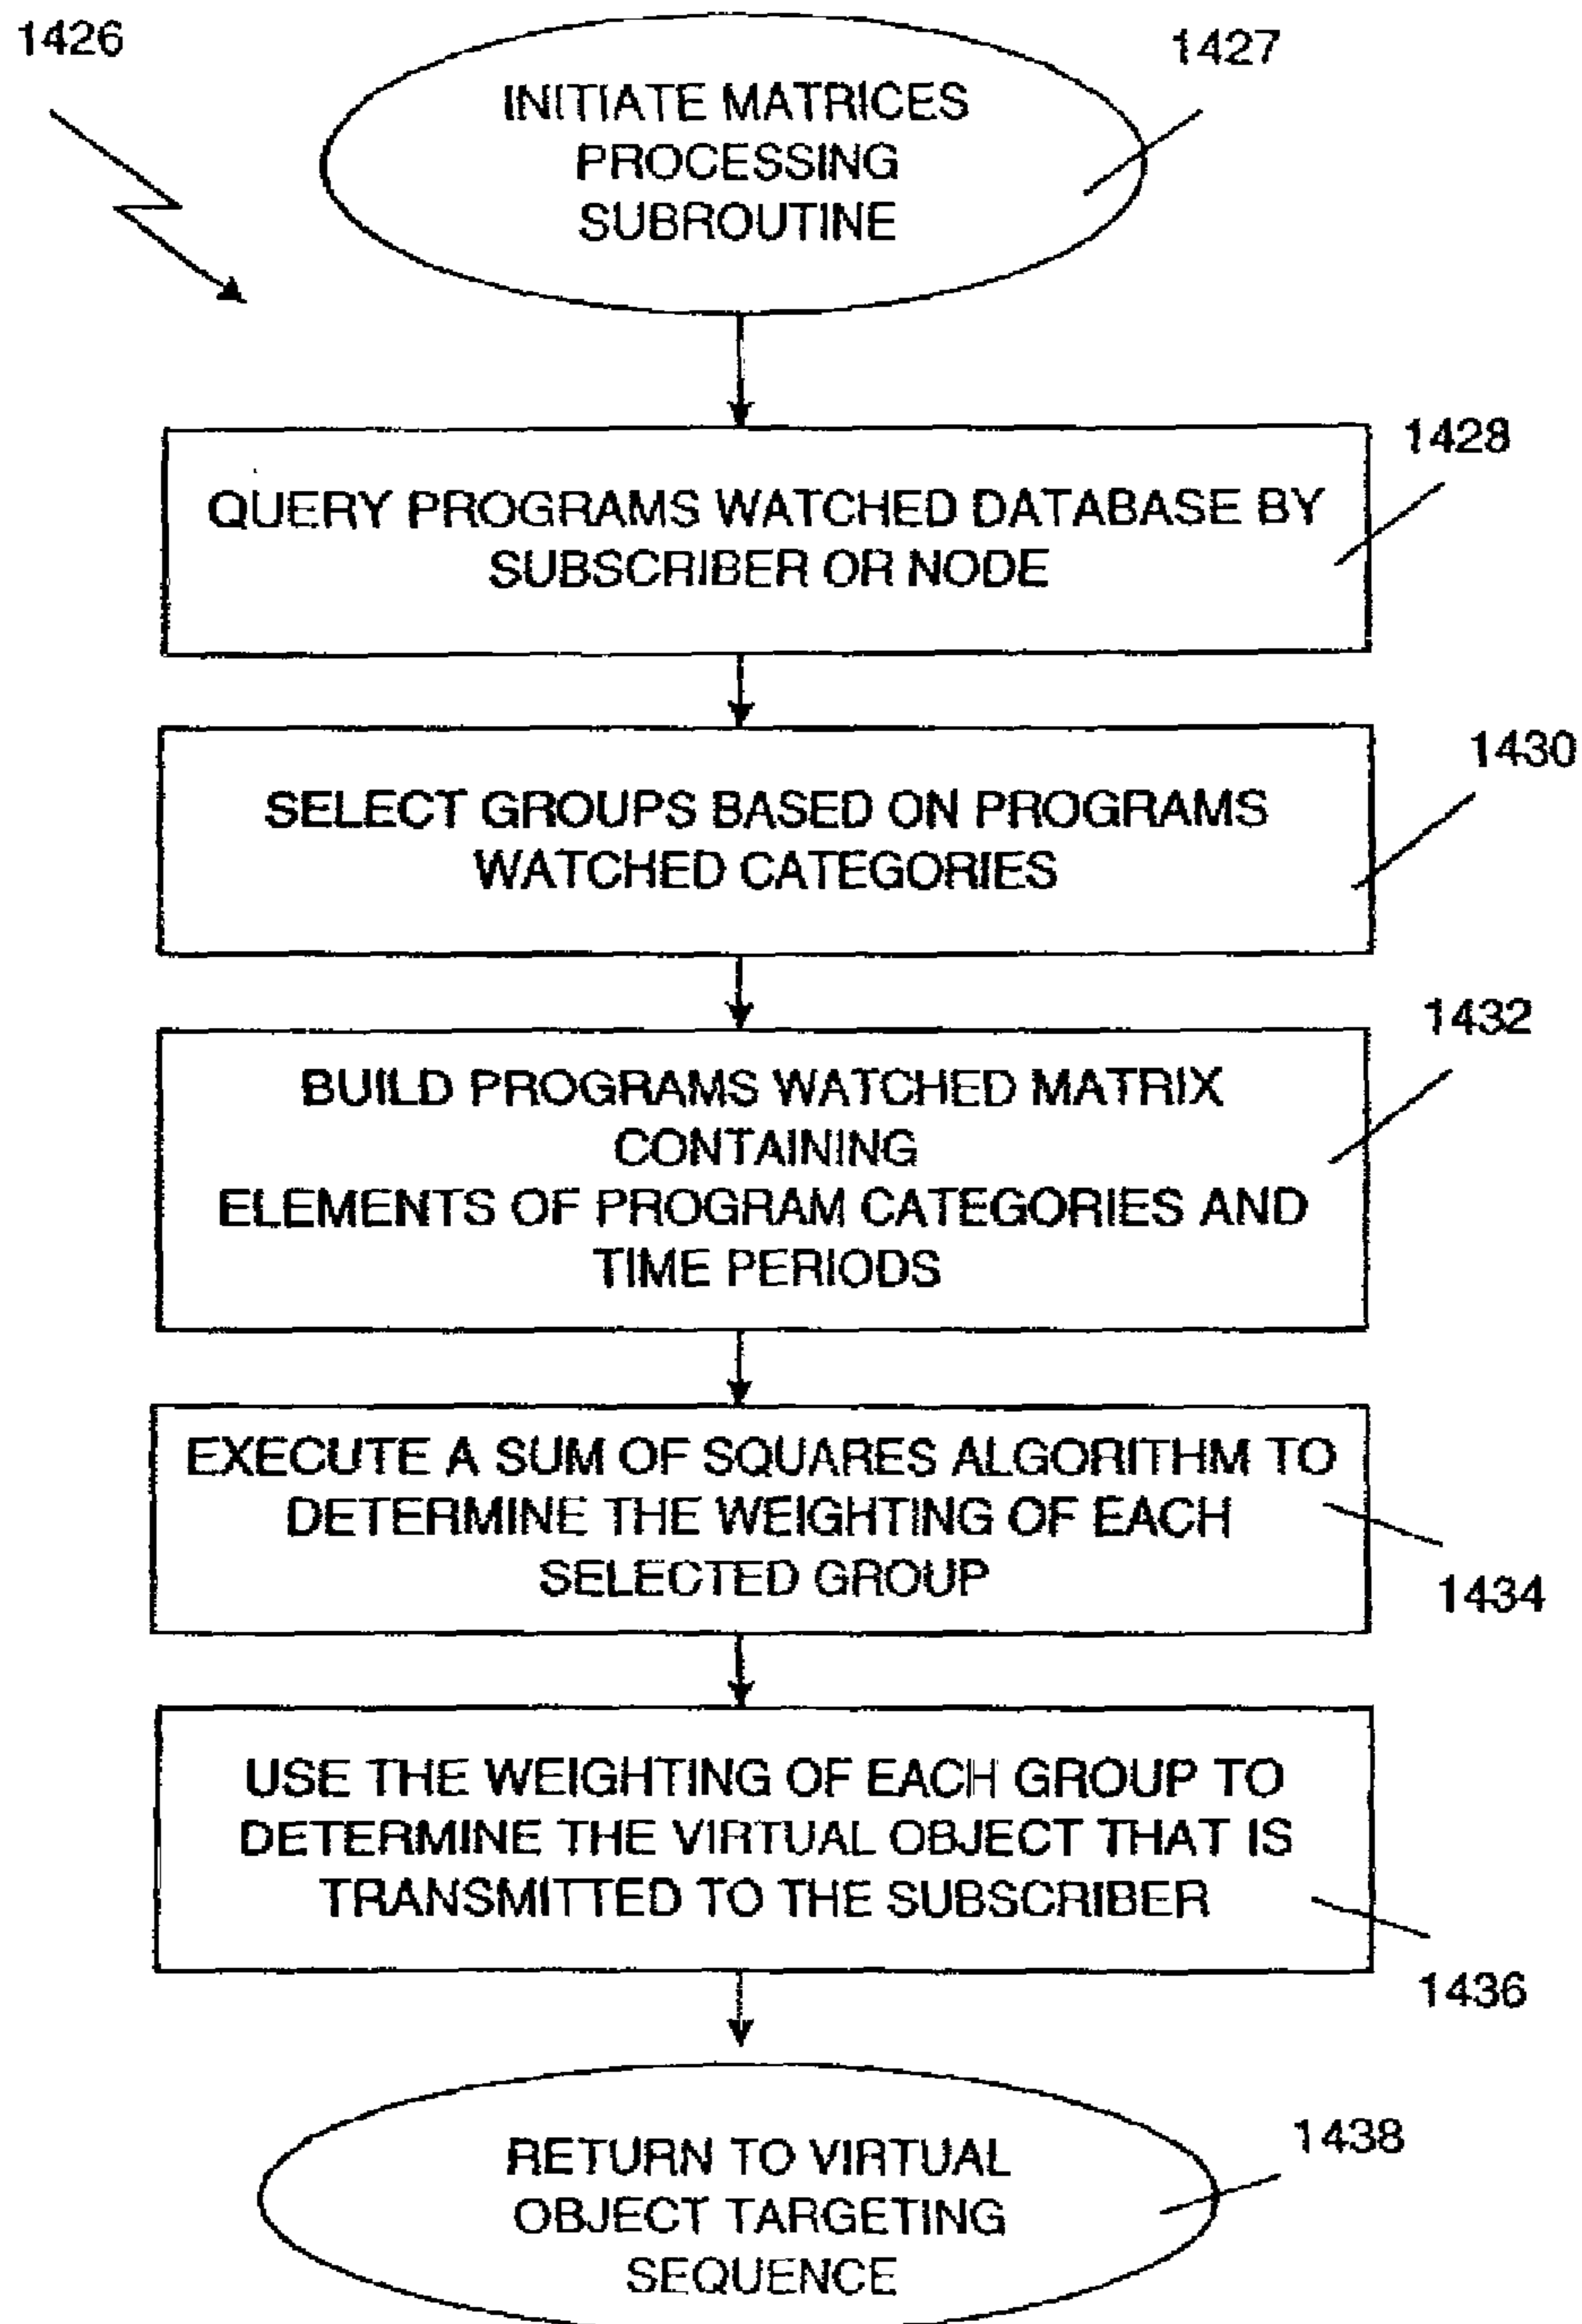 1426
1427
INITIATE MATRICES
PROCESSING
SUBROUTINE
1428
QUERY PROGRAMS WATCHED DATABASE BY
SUBSCRIBER OR NODE
1430
SELECT GROUPS BASED ON PROGRAMS
WATCHED CATEGORIES
1432
BUILD PROGRAMS WATCHED MATRIX
CONTAINING
ELEMENTS OF PROGRAM CATEGORIES AND
TIME PERIODS
EXECUTE A SUM OF SQUARES ALGORITHM TO
DETERMINE THE WEIGHTING OF EACH
SELECTED GROUP
1434
USE THE WEIGHTING OF EACH GROUP TO
DETERMINE THE VIRTUAL OBJECT THAT IS
TRANSMITTED TO THE SUBSCRIBER
1436
1438
RETURN TO VIRTUAL
OBJECT TARGETING
SEQUENCE